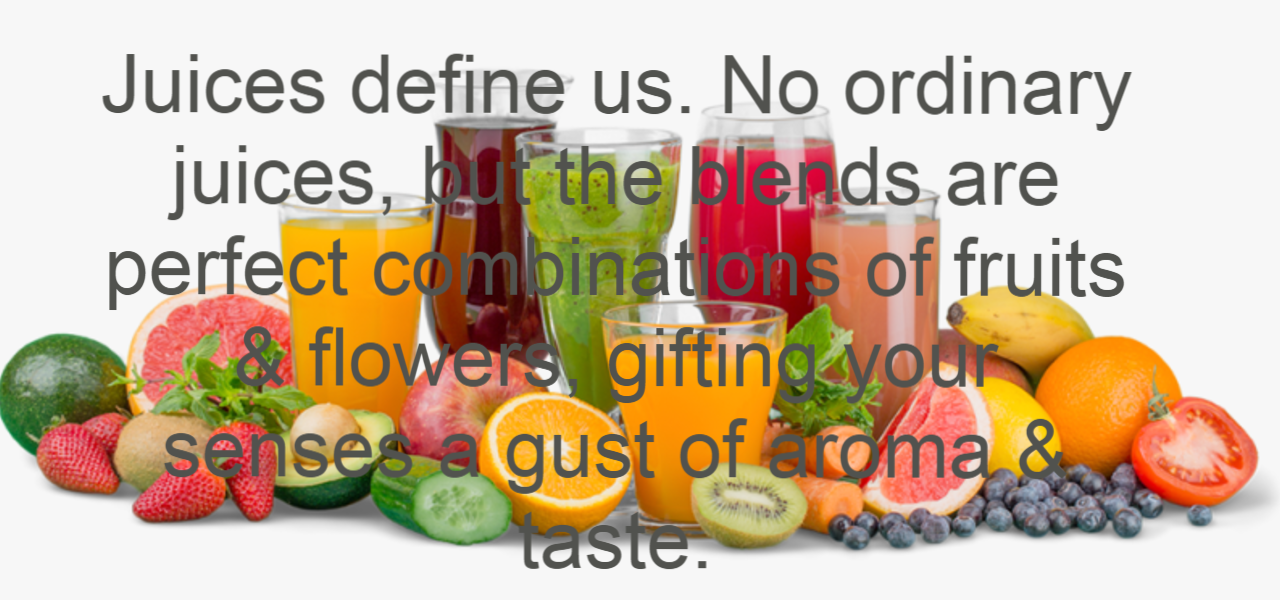 Juices define us. No ordinary
juices, but the blends are
perfect combinations of fruits
& flowers, gifting your
senses a gust of aroma &
taste.